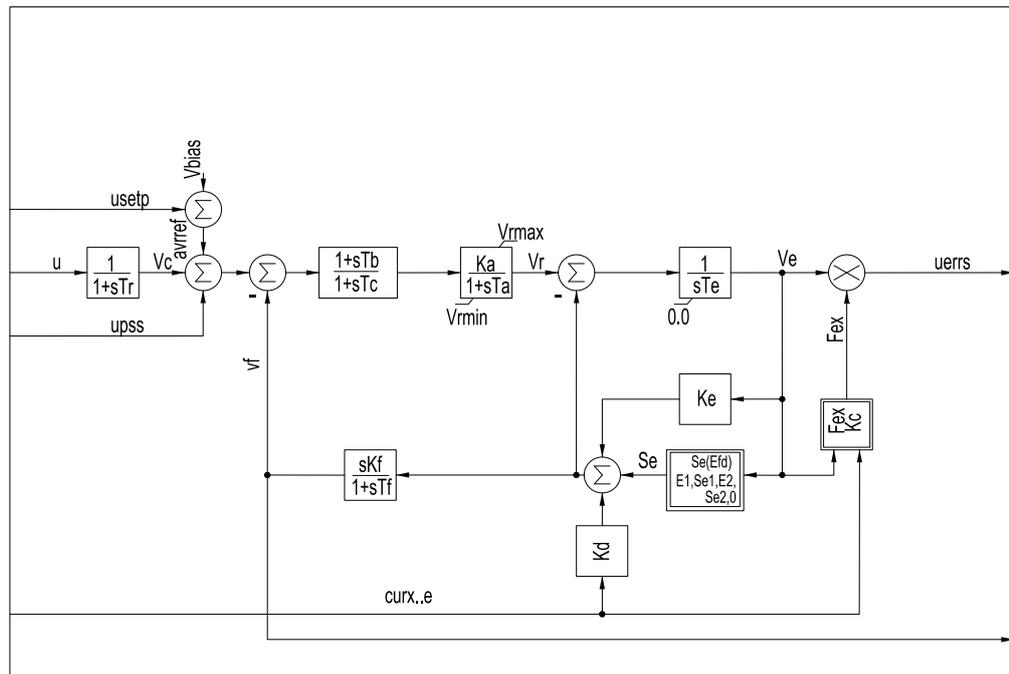 Vbias
usetp
avrref
Vrmax
u
1
1+sTr
Vc
Σ
Σ
Σ
-
1+sTb
1+sTc
Ka
1+sTa
Vr
Σ
-
1
sTe
Ve
uerrs
Vrmin
0.0
upss
Fex
vf
Ke
Fex
Kc
sKf
1+sTf
Σ
Se
Se(Efd)
E1,Se1,E2,
Se2,0
Kd
curx..e